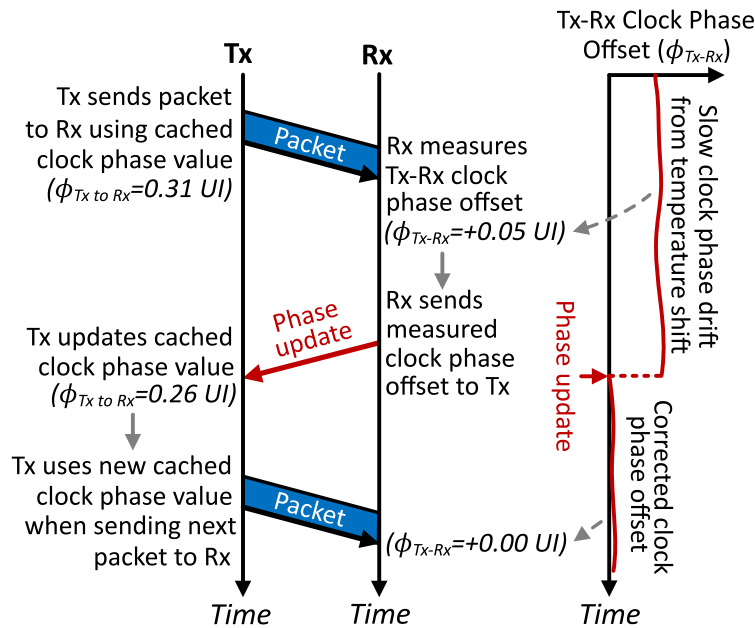 Tx-Rx Clock Phase
Offset (ϕTx-Rx)
Tx
Rx
Tx sends packet
to Rx using cached
clock phase value
(ϕTx to Rx=0.31 UI)
Packet
Rx measures
Tx-Rx clock
phase offset
(ϕTx-Rx=+0.05 UI)
Slow clock phase drift
from temperature shift
Phase
update
Rx sends
measured
clock phase
offset to Tx
Tx updates cached
clock phase value
(ϕTx to Rx=0.26 UI)
Phase update
Tx uses new cached
clock phase value
when sending next
packet to Rx
Packet
(ϕTx-Rx=+0.00 UI)
Corrected clock
phase offset
Time
Time
Time